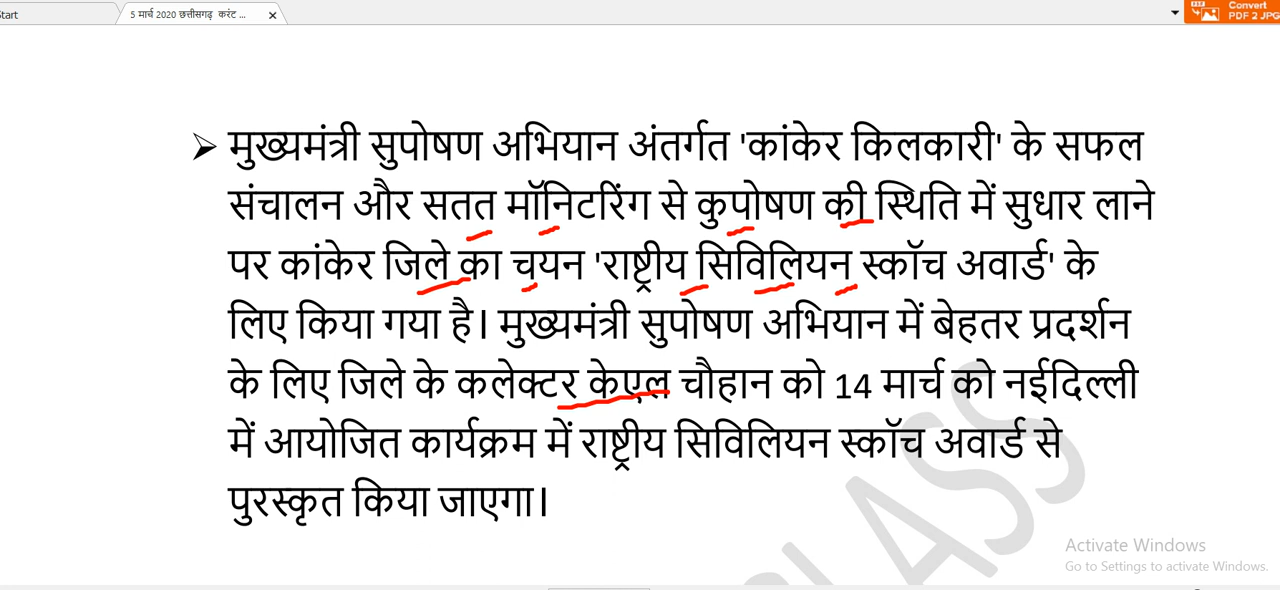 Start
5 मार्च 2020 छत्तीसगढ़ करंट ...
Convert
PDF 2 JPG
मुख्यमंत्री सुपोषण अभियान अंतर्गत 'कांकेर किलकारी' के सफल
संचालन और सतत मॉनिटरिंग से कुपोषण की स्थिति में सुधार लाने
पर कांकेर जिले का चयन 'राष्ट्रीय सिविलियन स्कॉच अवार्ड' के
लिए किया गया है। मुख्यमंत्री सुपोषण अभियान में बेहतर प्रदर्शन
के लिए जिले के कलेक्टर केएल चौहान को 14 मार्च को नईदिल्ली
में आयोजित कार्यक्रम में राष्ट्रीय सिविलियन स्कॉच अवार्ड से
पुरस्कृत किया जाएगा।
Activate Windows
Go to Settings to activate Windows.